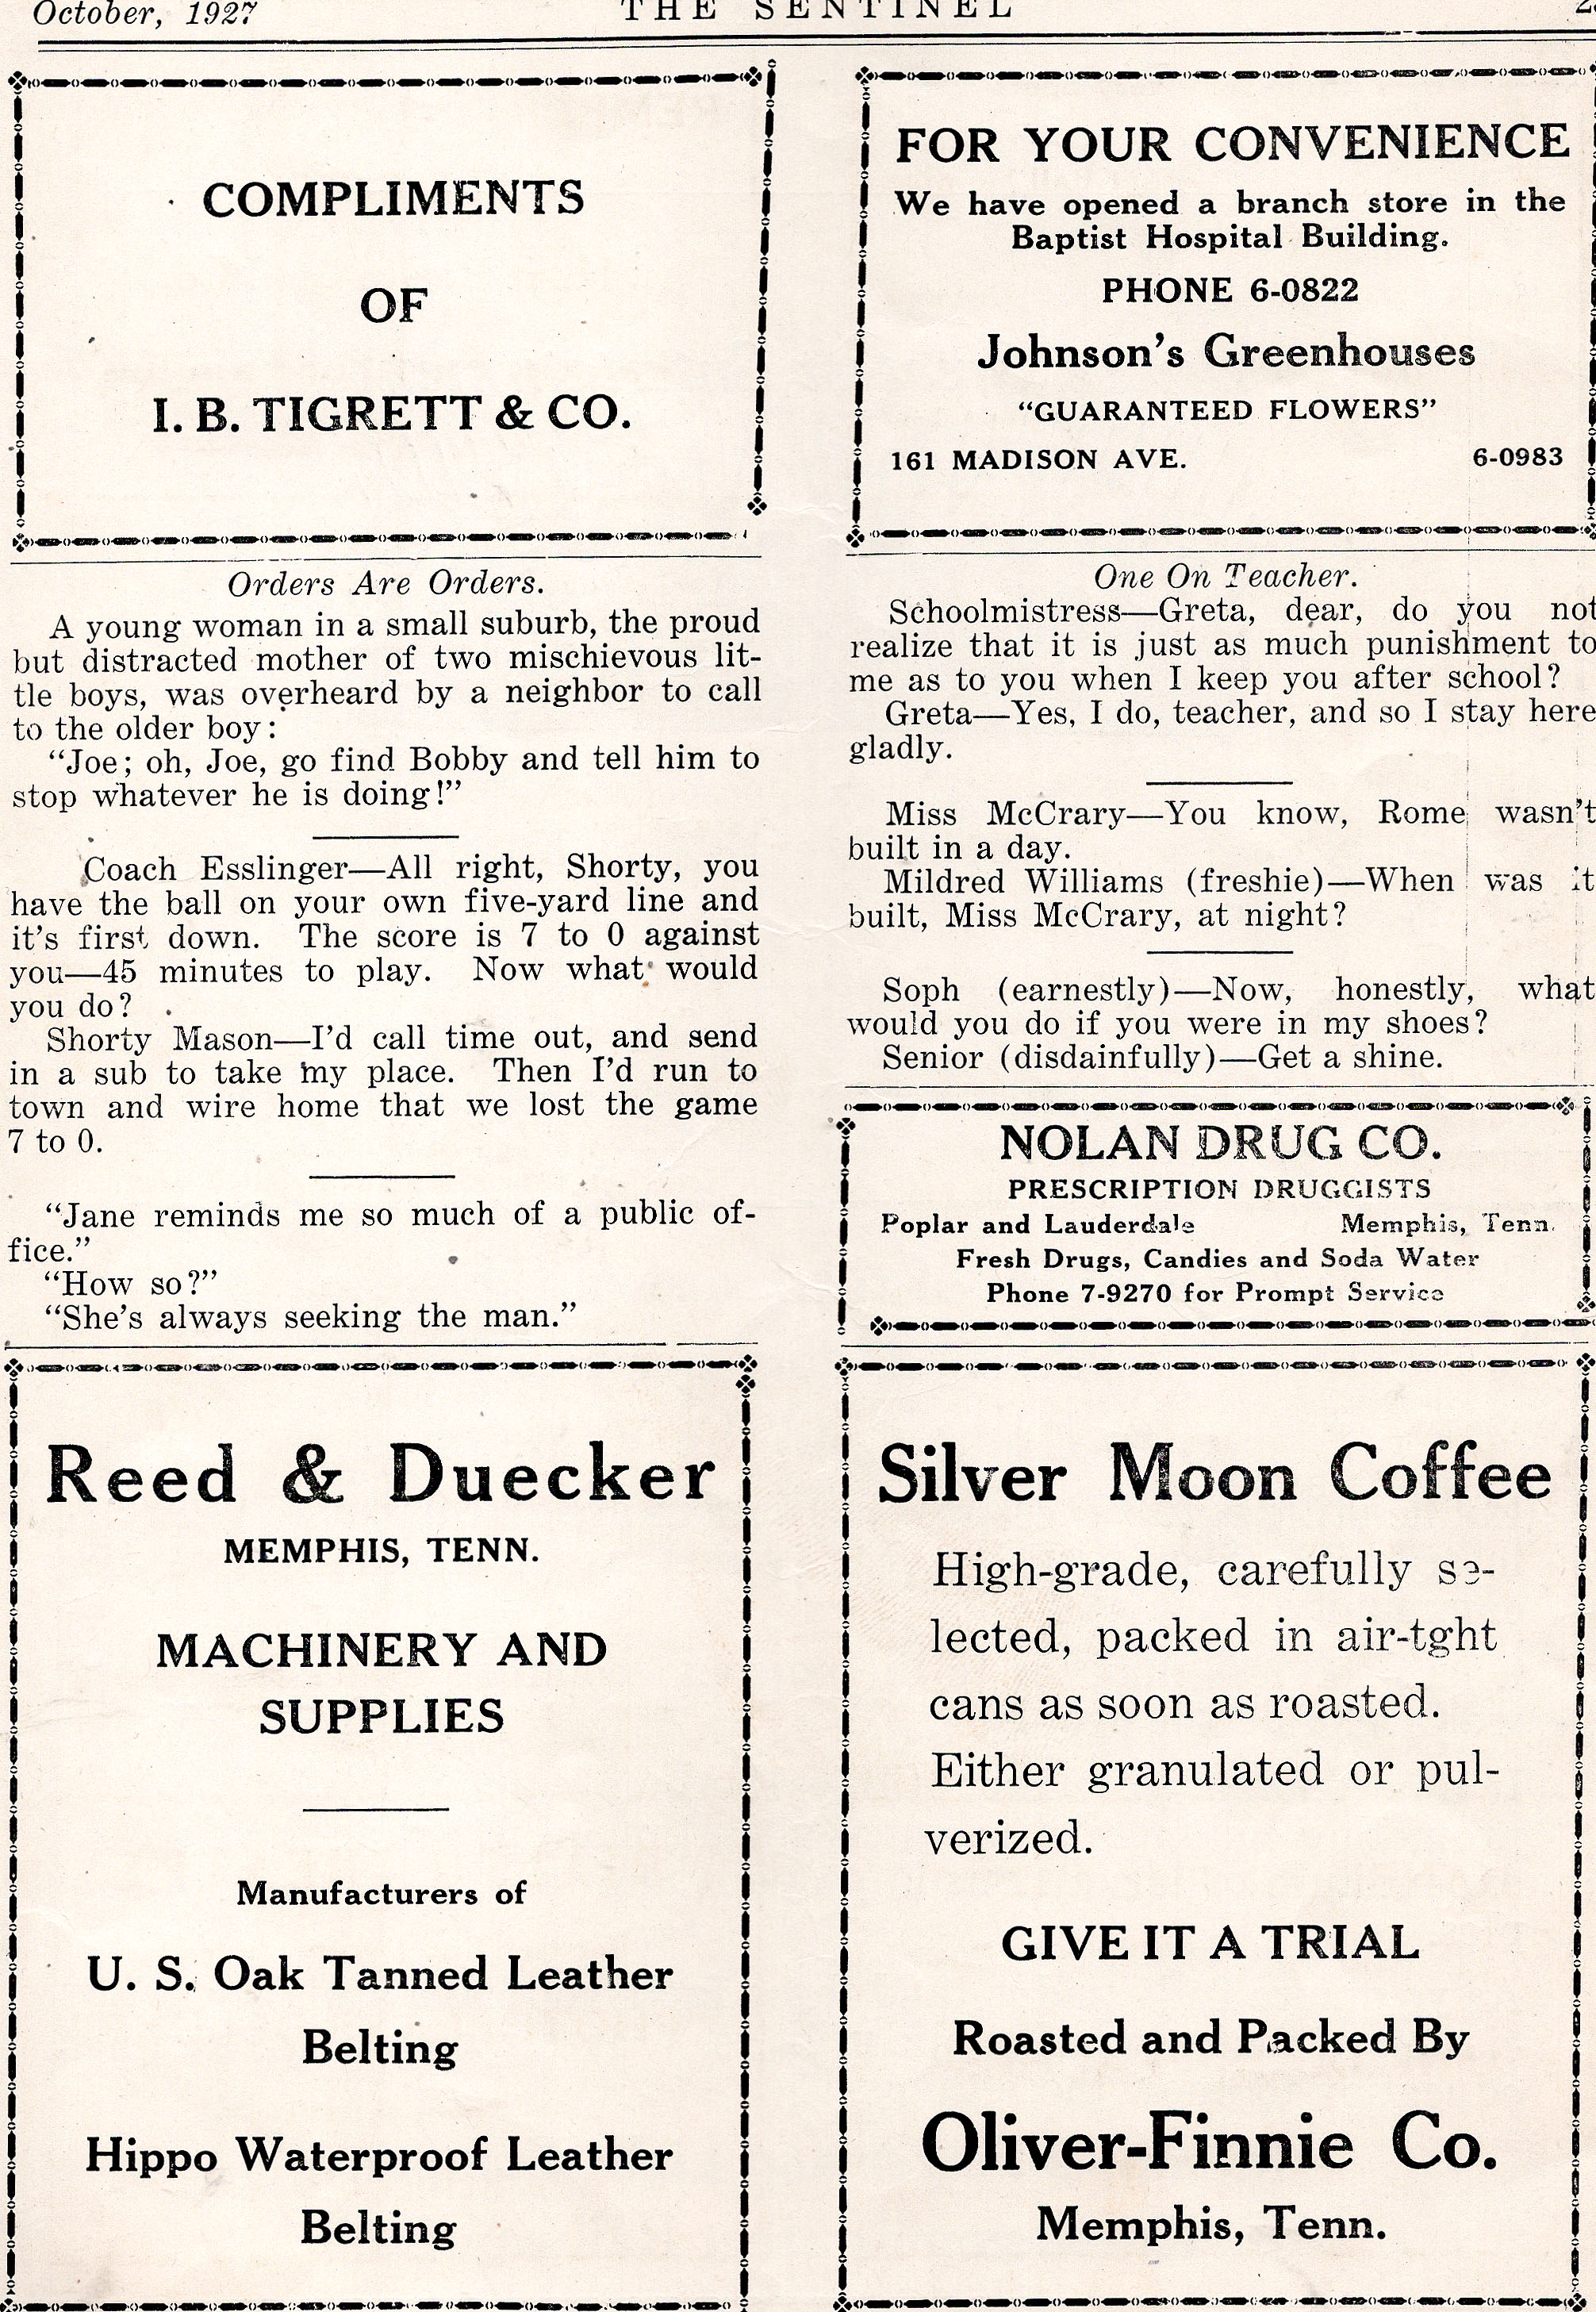 October, 1927
THE SENTINEL
COMPLIMENTS
OF
I. B. TIGRETT & CO.
Orders Are Orders.
A young woman in a small suburb, the proud
but distracted mother of two mischievous lit-
tle boys, was overheard by a neighbor to call
to the older boy:
“Joe; oh, Joe, go find Bobby and tell him to
stop whatever he is doing!”
Coach Esslinger—All right, Shorty, you
have the ball on your own five-yard line and
it's first down. The score is 7 to 0 against
you—45 minutes to play. Now what would
you do?
Shorty Mason—I'd call time out, and send
in a sub to take my place. Then I'd run to
town and wire home that we lost the game
7 to 0.
“Jane reminds me so much of a public of-
fice.”
“How so?”
“She's always seeking the man.”
Reed & Duecker
MEMPHIS, TENN.
MACHINERY AND
SUPPLIES
Manufacturers of
U. S. Oak Tanned Leather
Belting
Hippo Waterproof Leather
Belting
FOR YOUR CONVENIENCE
We have opened a branch store in the
Baptist Hospital Building.
PHONE 6-0822
Johnson's Greenhouses
“GUARANTEED FLOWERS”
161 MADISON AVE. 6-0983
One On Teacher.
Schoolmistress—Greta, dear, do you not
realize that it is just as much punishment to
me as to you when I keep you after school?
Greta—Yes, I do, teacher, and so I stay here
gladly.
Miss McCrary—You know, Rome wasn't
built in a day.
Mildred Williams (freshie)—When was it
built, Miss McCrary, at night?
Soph (earnestly)—Now, honestly, what
would you do if you were in my shoes?
Senior (disdainfully)—Get a shine.
NOLAN DRUG CO.
PRESCRIPTION DRUGGISTS
Poplar and Lauderdale Memphis, Tenn.
Fresh Drugs, Candies and Soda Water
Phone 7-9270 for Prompt Service
Silver Moon Coffee
High-grade, carefully se-
lected, packed in air-tght
cans as soon as roasted.
Either granulated or pul-
verized.
GIVE IT A TRIAL
Roasted and Packed By
Oliver-Finnie Co.
Memphis, Tenn.